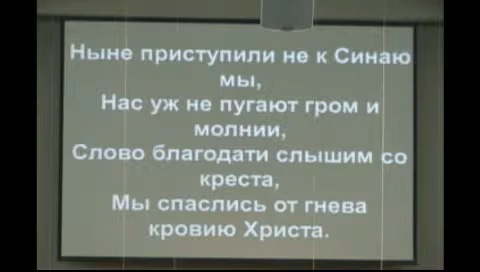 Ныне приступили не к Синаю
мы,
Нас уж не пугают гром и
молнии,
Слово благодати слышим со
креста,
Мы спаслись от гнева
кровию Христа.